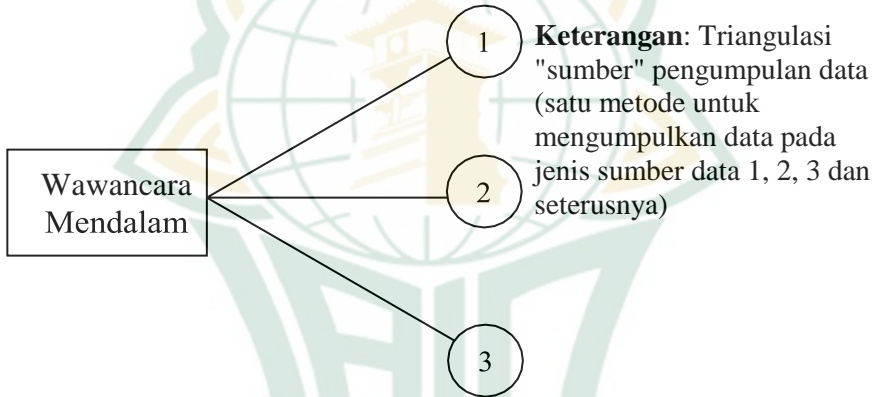 Wawancara
Mendalam
1
2
3
Keterangan: Triangulasi
"sumber" pengumpulan data
(satu metode untuk
mengumpulkan data pada
jenis sumber data 1, 2, 3 dan
seterusnya)